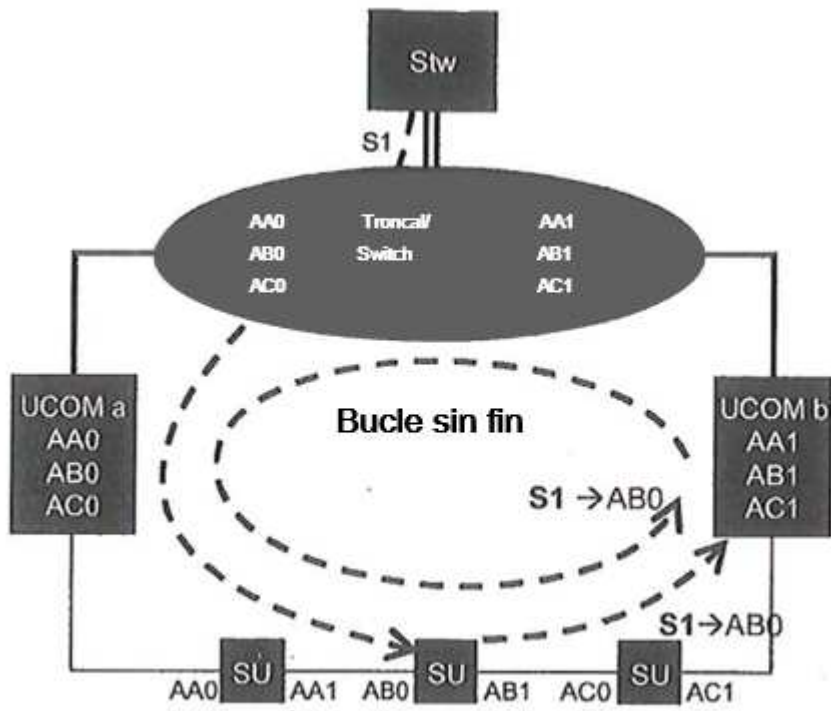 Stw
S1
AA0 Troncal/ AA1
AB0 Switch AB1
AC0 AC1
UCOM a
AA0
AB0
AC0
Bucle sin fin
UCOM b
AA1
AB1
AC1
S1 →AB0
S1→AB0
SU SU SU
AA0 AA1 AB0 AB1 AC0 AC1